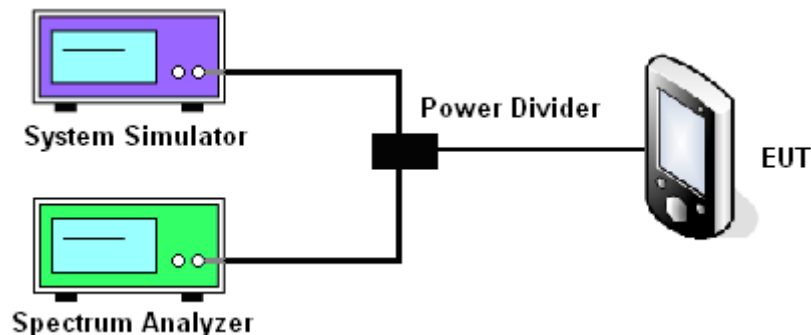 System Simulator
Power Divider
EUT
Spectrum Analyzer